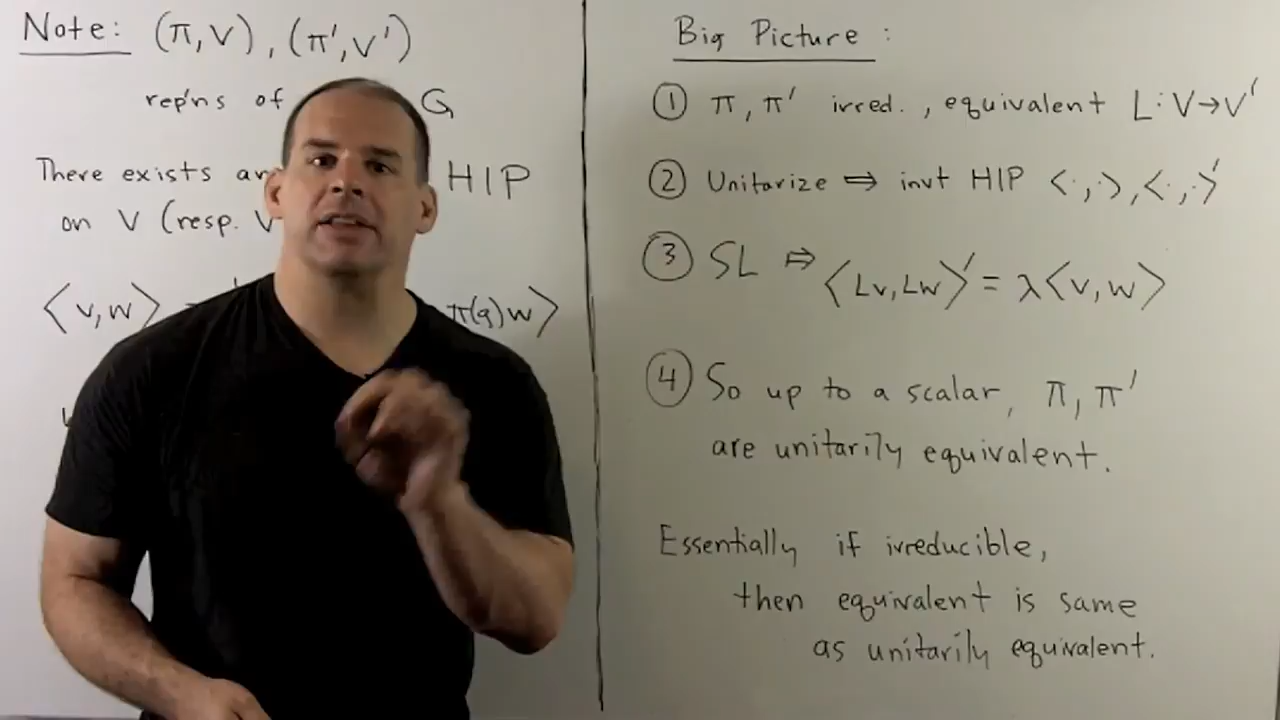 Note: (π,V), (π′,V′)
rep'ns of G
There exists HIP
on V (resp. V
⟨v,w⟩ = π(g)w⟩
Big Picture:
① π, π′ irred., equivalent L:V→V′
② Unitarize ⇒ invt HIP ⟨·,·⟩,⟨·,·⟩′
③ SL ⇒ ⟨Lv,Lw⟩′ = λ⟨v,w⟩
④ So up to a scalar, π, π′
are unitarily equivalent.
Essentially if irreducible,
then equivalent is same
as unitarily equivalent.